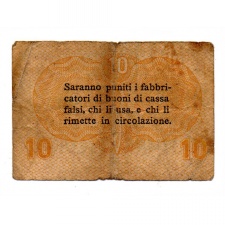 10
Saranno puniti i fabbri-
catori di buoni di cassa
falsi, chi li usa, e chi li
rimette in circolazione.
10 10